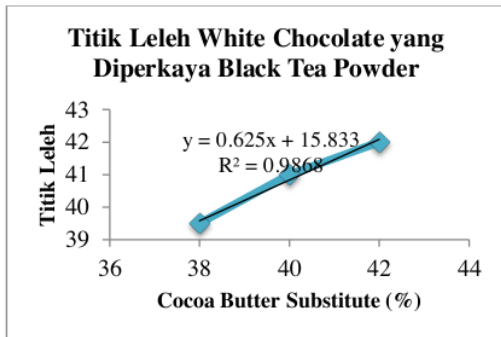 Titik Leleh White Chocolate yang
Diperkaya Black Tea Powder
43
42
41
40
39
Titik Leleh
y = 0.625x + 15.833
R² = 0.9868
36 38 40 42 44
Cocoa Butter Substitute (%)